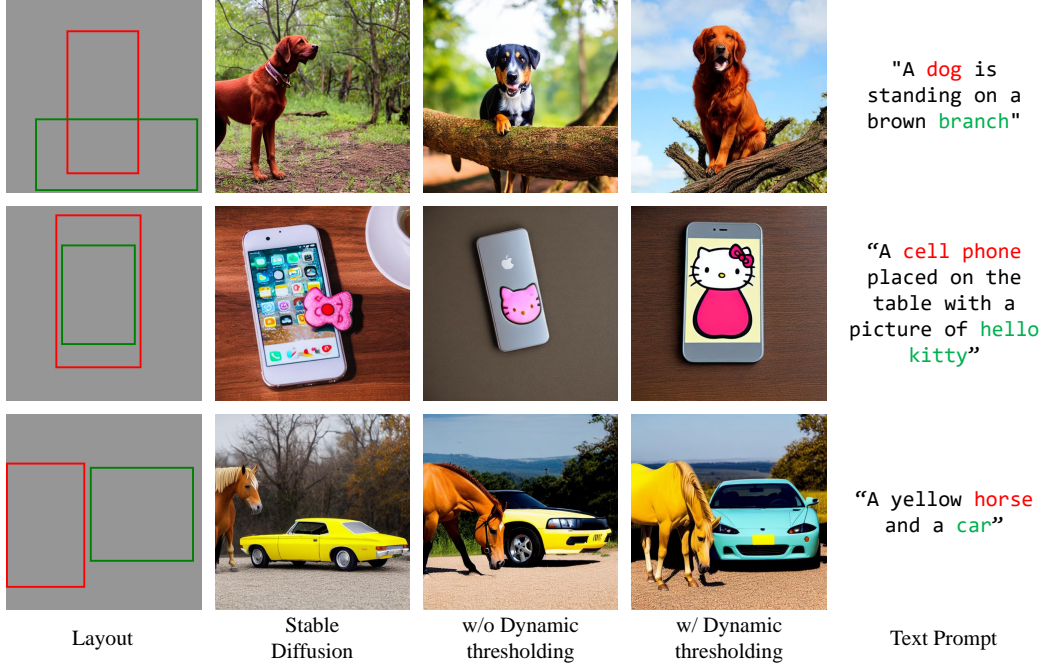 "A dog is
standing on a
brown branch"
“A cell phone
placed on the
table with a
picture of hello
kitty”
“A yellow horse
and a car”
Layout
Stable
Diffusion
w/o Dynamic
thresholding
w/ Dynamic
thresholding
Text Prompt